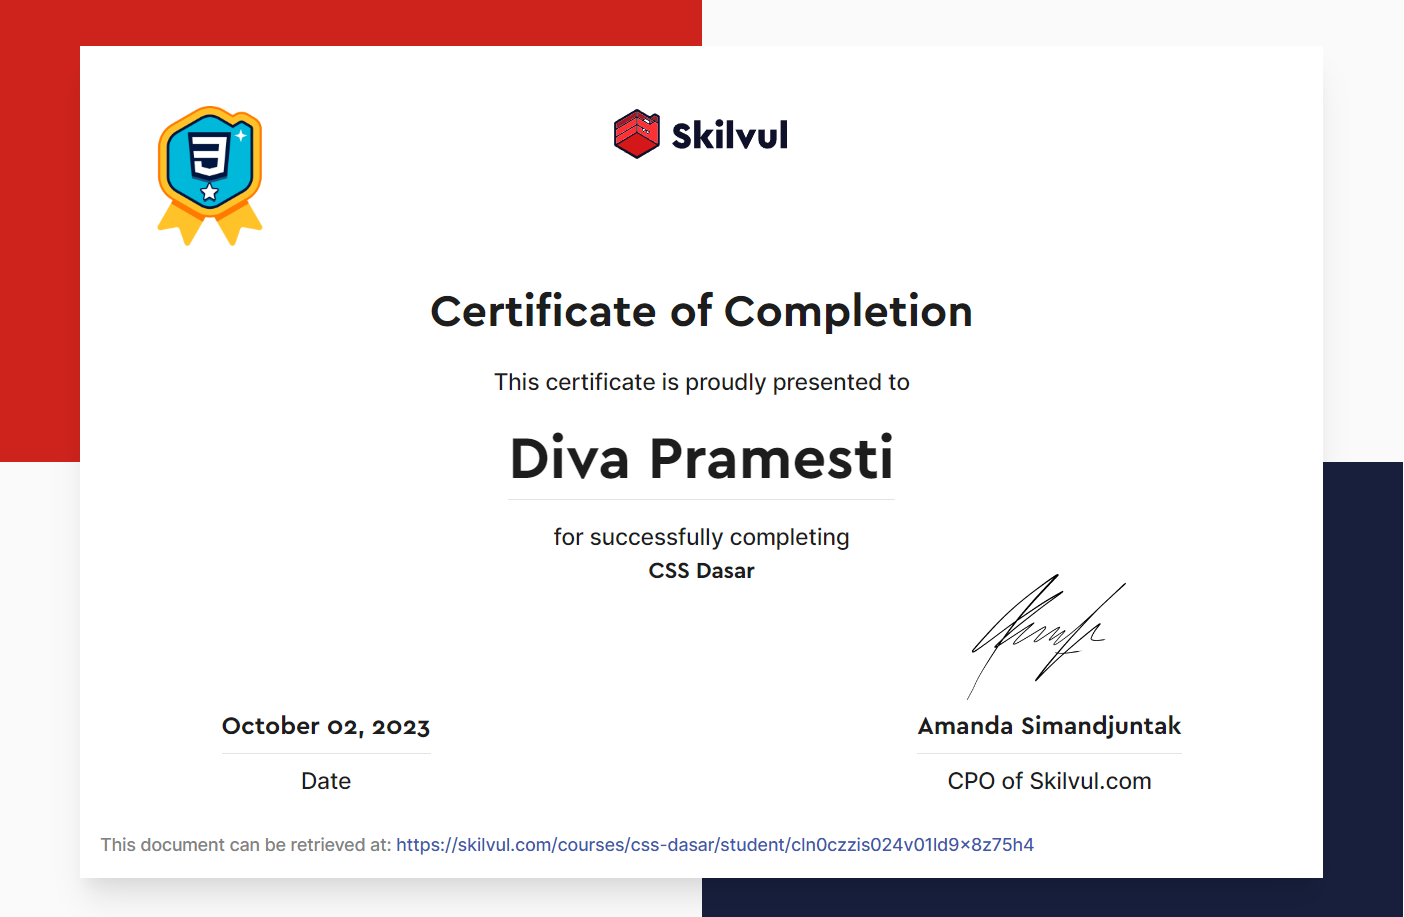 Skilvul
Certificate of Completion
This certificate is proudly presented to
Diva Pramesti
for successfully completing
CSS Dasar
October 02, 2023
Date
Amanda Simandjuntak
CPO of Skilvul.com
This document can be retrieved at: https://skilvul.com/courses/css-dasar/student/cln0czzis024v01ld9x8z75h4